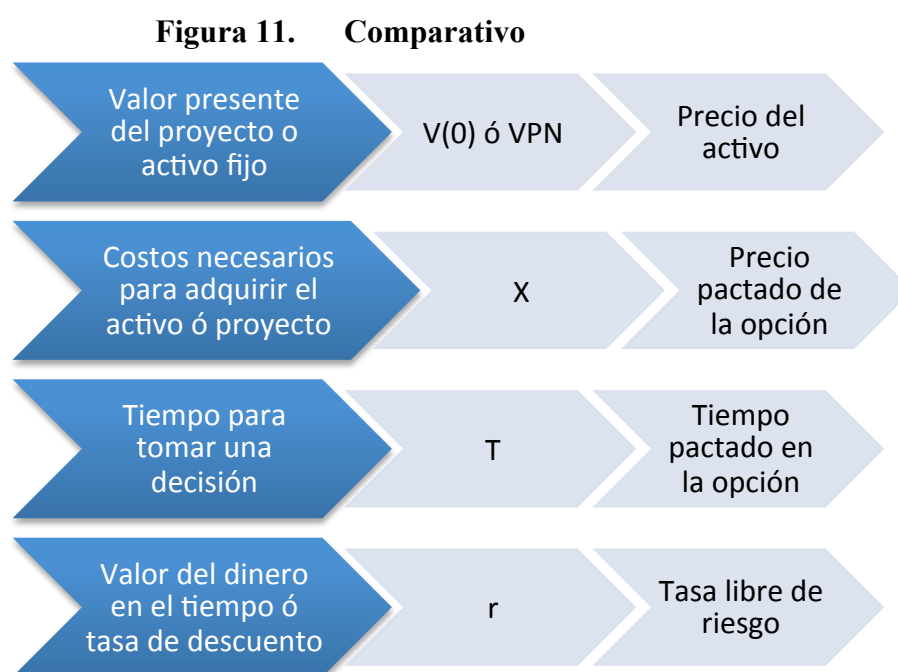 Figura 11. Comparativo
Valor presente
del proyecto o
activo fijo
V(0) ó VPN
Precio del
activo
Costos necesarios
para adquirir el
activo ó proyecto
X
Precio
pactado de
la opción
Tiempo para
tomar una
decisión
T
Tiempo
pactado en
la opción
Valor del dinero
en el tiempo ó
tasa de descuento
r
Tasa libre de
riesgo